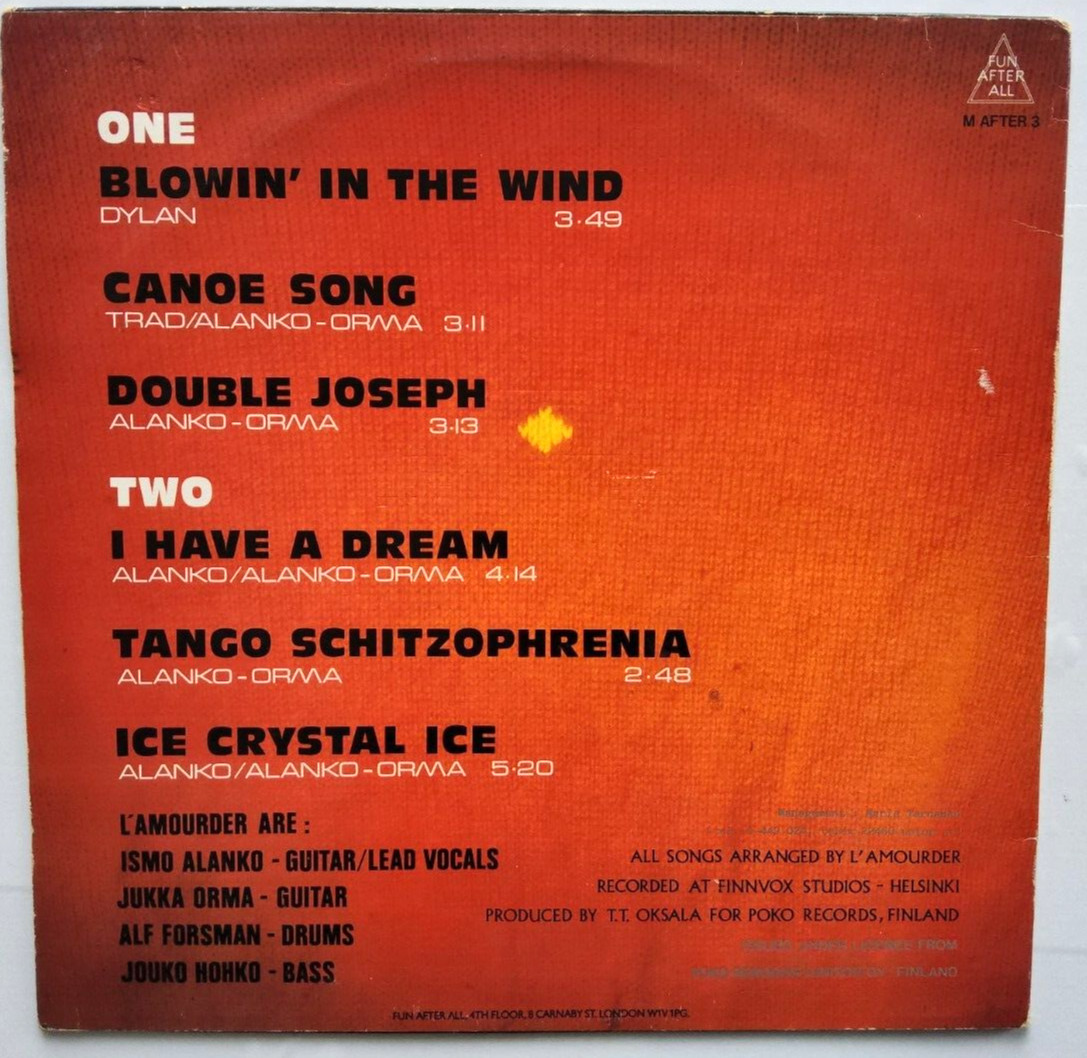 FUN
AFTER
ALL
M AFTER 3
ONE
BLOWIN' IN THE WIND
DYLAN 3·49
CANOE SONG
TRAD/ALANKO-ORMA 3·11
DOUBLE JOSEPH
ALANKO-ORMA 3·13
TWO
I HAVE A DREAM
ALANKO/ALANKO-ORMA 4·14
TANGO SCHITZOPHRENIA
ALANKO-ORMA 2·48
ICE CRYSTAL ICE
ALANKO/ALANKO-ORMA 5·20
L'AMOURDER ARE :
ISMO ALANKO - GUITAR/LEAD VOCALS
JUKKA ORMA - GUITAR
ALF FORSMAN - DRUMS
JOUKO HOHKO - BASS
ALL SONGS ARRANGED BY L'AMOURDER
RECORDED AT FINNVOX STUDIOS - HELSINKI
PRODUCED BY T.T. OKSALA FOR POKO RECORDS, FINLAND
UNDER LICENCE FROM
FINLAND
FUN AFTER ALL, 4TH FLOOR, 8 CARNABY ST. LONDON W1V 1PG.